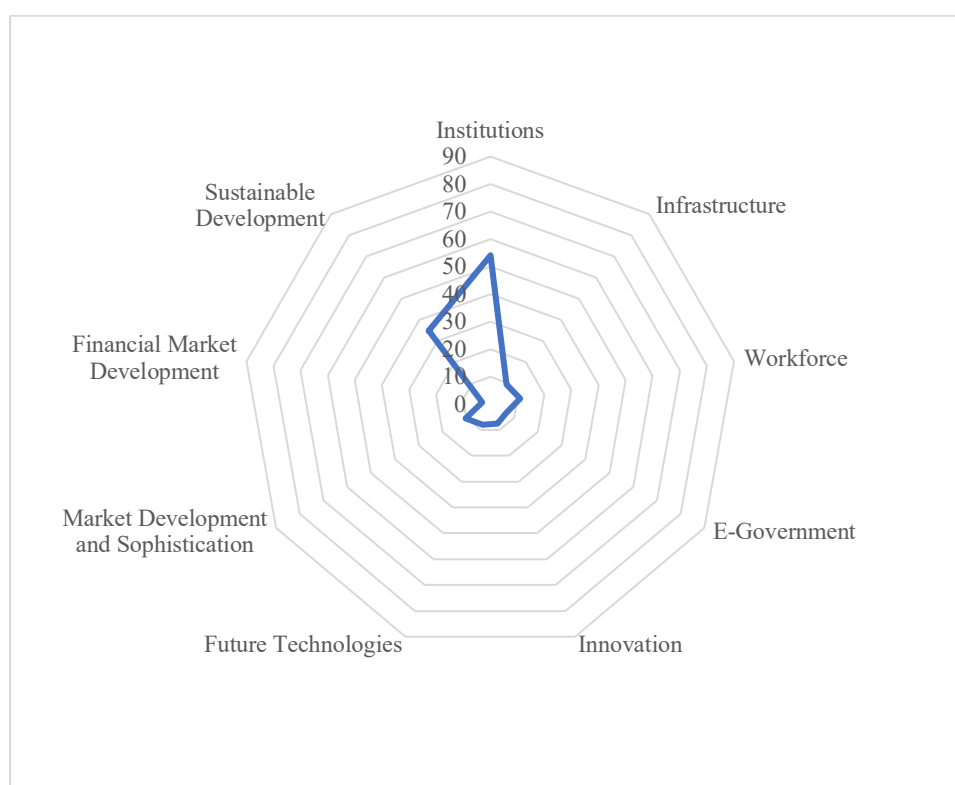 Institutions
90
80
70
60
50
40
30
20
10
0
Infrastructure
Workforce
E-Government
Innovation
Future Technologies
Market Development
and Sophistication
Financial Market
Development
Sustainable
Development